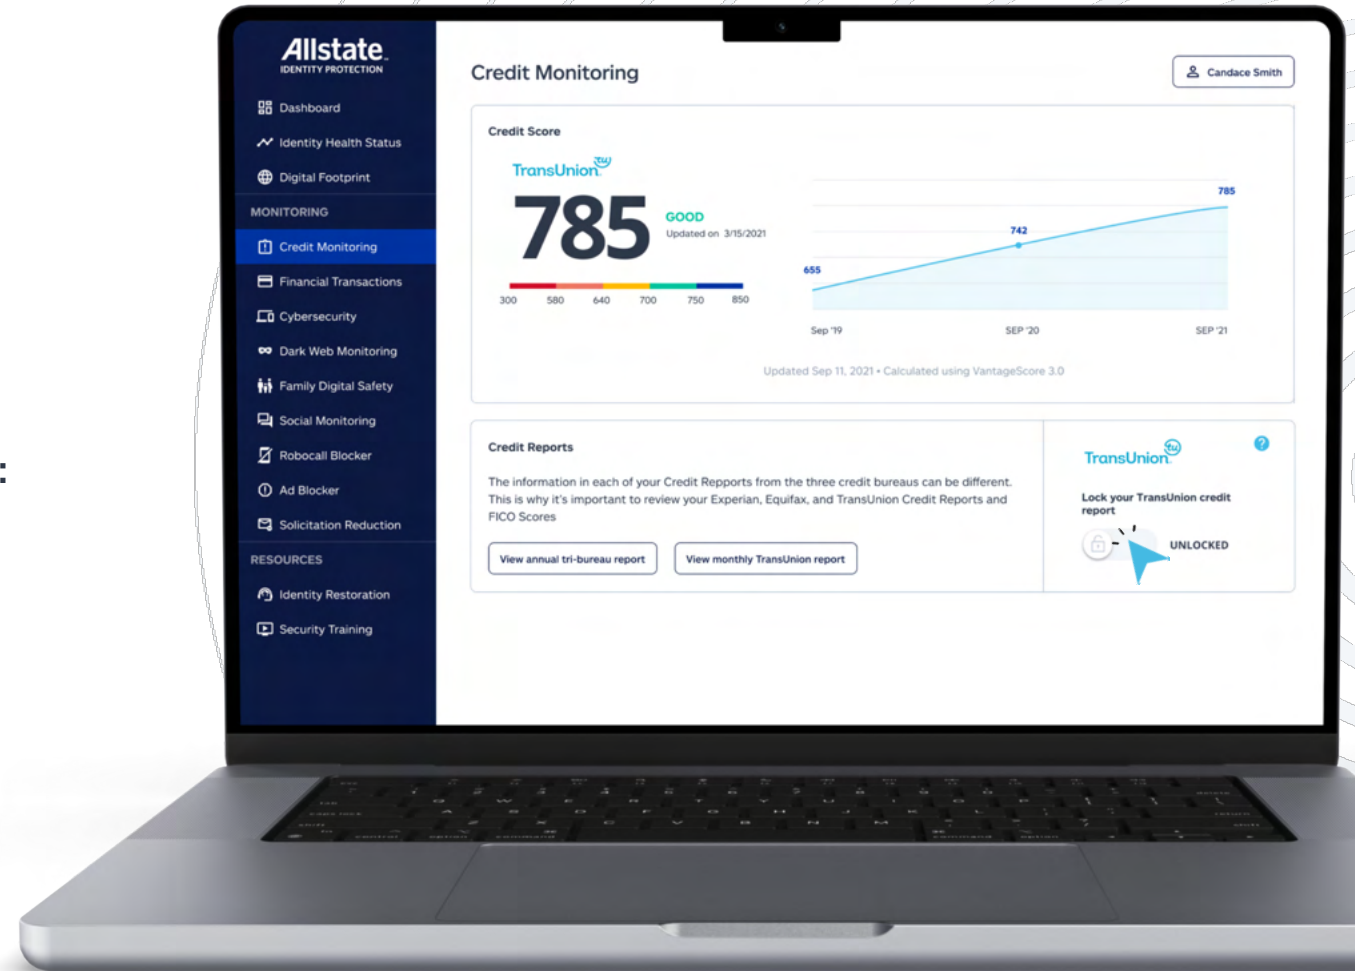 :
Allstate
IDENTITY PROTECTION
Dashboard
Identity Health Status
Digital Footprint
MONITORING
Credit Monitoring
Financial Transactions
Cybersecurity
Dark Web Monitoring
Family Digital Safety
Social Monitoring
Robocall Blocker
Ad Blocker
Solicitation Reduction
RESOURCES
Identity Restoration
Security Training
Credit Monitoring
Candace Smith
Credit Score
TransUnion tu
785
GOOD
Updated on 3/15/2021
300 580 640 700 750 850
655
742
785
Sep '19 SEP '20 SEP '21
Updated Sep 11, 2021 • Calculated using VantageScore 3.0
Credit Reports
The information in each of your Credit Repports from the three credit bureaus can be different.
This is why it's important to review your Experian, Equifax, and TransUnion Credit Reports and
FICO Scores
View annual tri-bureau report
View monthly TransUnion report
TransUnion tu
?
Lock your TransUnion credit
report
UNLOCKED